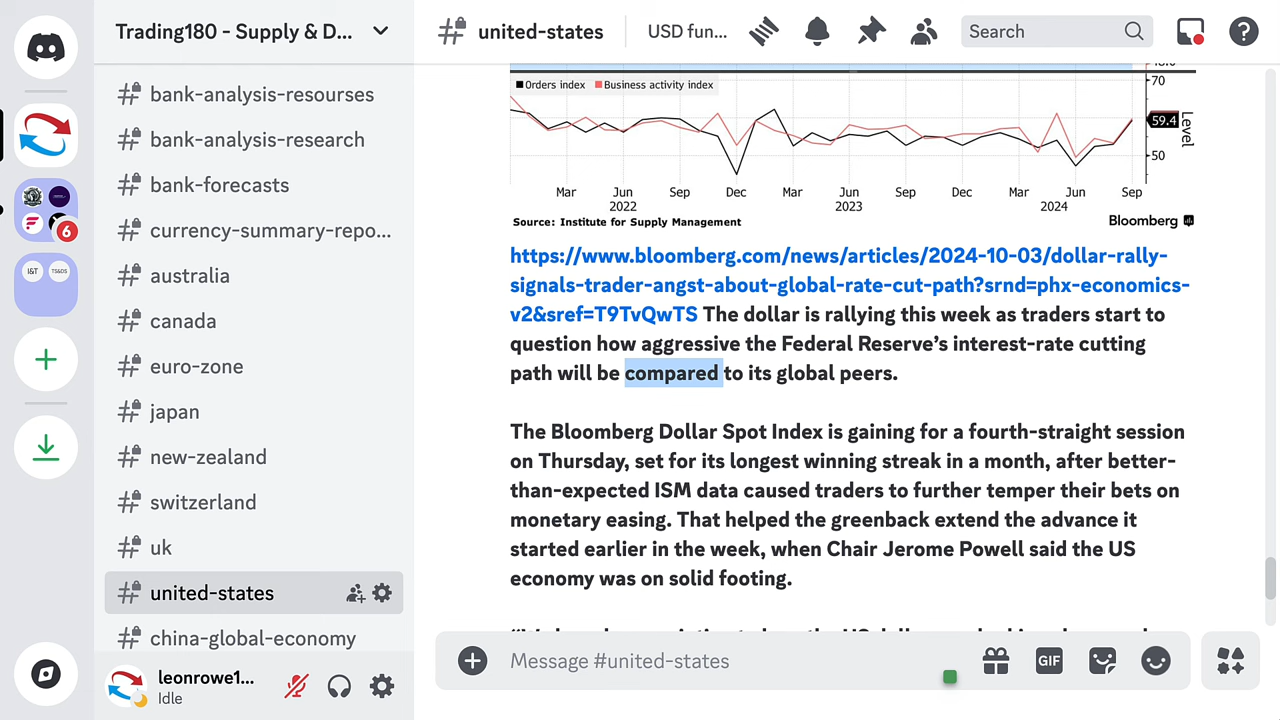 Trading180 - Supply & D...
bank-analysis-resourses
bank-analysis-research
bank-forecasts
currency-summary-repo...
australia
canada
euro-zone
japan
new-zealand
switzerland
uk
united-states
china-global-economy
leonrowe1...
Idle
6
I&T
TS&DS
united-states
USD fun...
Search
Orders index
Business activity index
70
59.4
50
Level
Mar Jun Sep Dec Mar Jun Sep Dec Mar Jun Sep
2022 2023 2024
Source: Institute for Supply Management
Bloomberg
https://www.bloomberg.com/news/articles/2024-10-03/dollar-rally-
signals-trader-angst-about-global-rate-cut-path?srnd=phx-economics-
v2&sref=T9TvQwTS The dollar is rallying this week as traders start to
question how aggressive the Federal Reserve’s interest-rate cutting
path will be compared to its global peers.
The Bloomberg Dollar Spot Index is gaining for a fourth-straight session
on Thursday, set for its longest winning streak in a month, after better-
than-expected ISM data caused traders to further temper their bets on
monetary easing. That helped the greenback extend the advance it
started earlier in the week, when Chair Jerome Powell said the US
economy was on solid footing.
Message #united-states
GIF